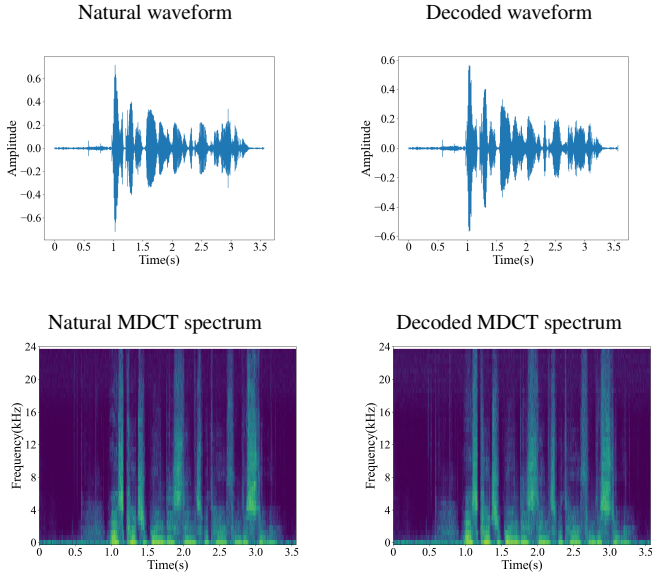 Natural waveform
Decoded waveform
0.6
0.4
0.2
0.0
−0.2
−0.4
−0.6
Amplitude
0 0.5 1 1.5 2 2.5 3 3.5
Time(s)
0.6
0.4
0.2
0.0
−0.2
−0.4
−0.6
Amplitude
0 0.5 1 1.5 2 2.5 3 3.5
Time(s)
Natural MDCT spectrum
Decoded MDCT spectrum
24
20
16
12
8
4
0
Frequency(kHz)
0 0.5 1.0 1.5 2.0 2.5 3.0 3.5
Time(s)
24
20
16
12
8
4
0
Frequency(kHz)
0 0.5 1.0 1.5 2.0 2.5 3.0 3.5
Time(s)